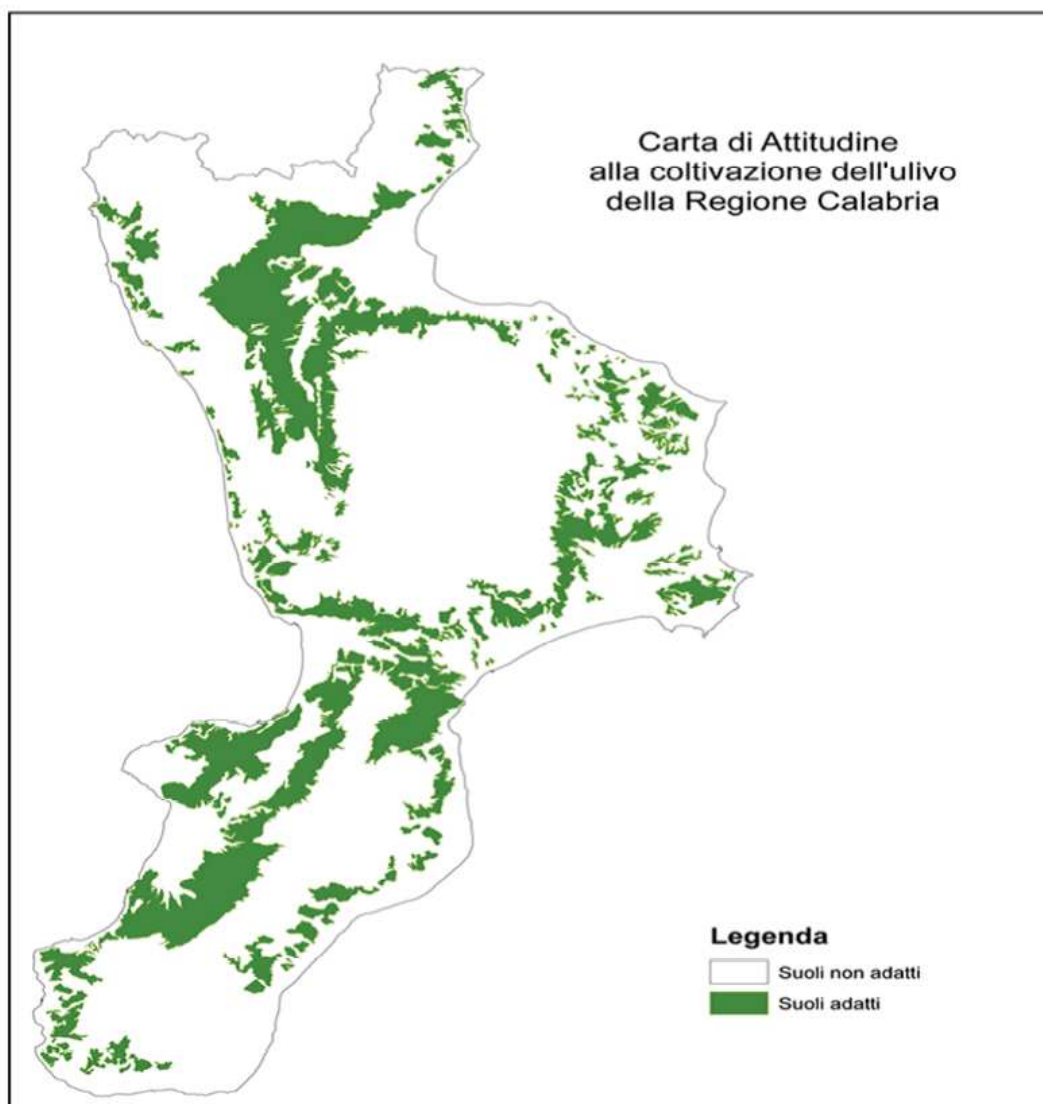 Carta di Attitudine
alla coltivazione dell'ulivo
della Regione Calabria
Legenda
Suoli non adatti
Suoli adatti